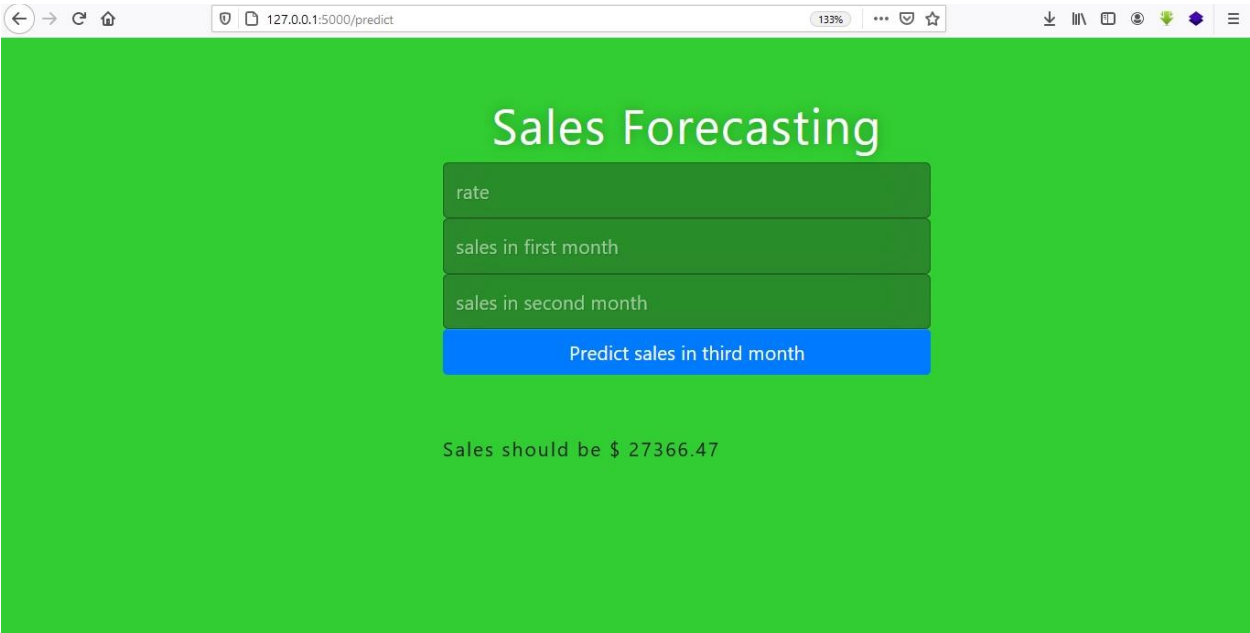 127.0.0.1:5000/predict
133%
Sales Forecasting
rate
sales in first month
sales in second month
Predict sales in third month
Sales should be $ 27366.47